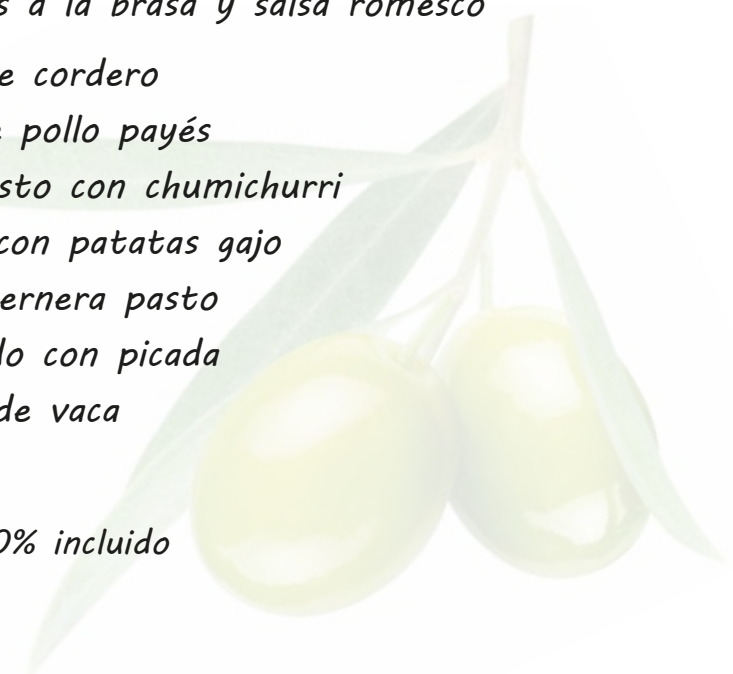 s a la brasa y salsa romesco
e cordero
pollo payés
sto con chumichurri
con patatas gajo
ernera pasto
lo con picada
de vaca
0% incluido